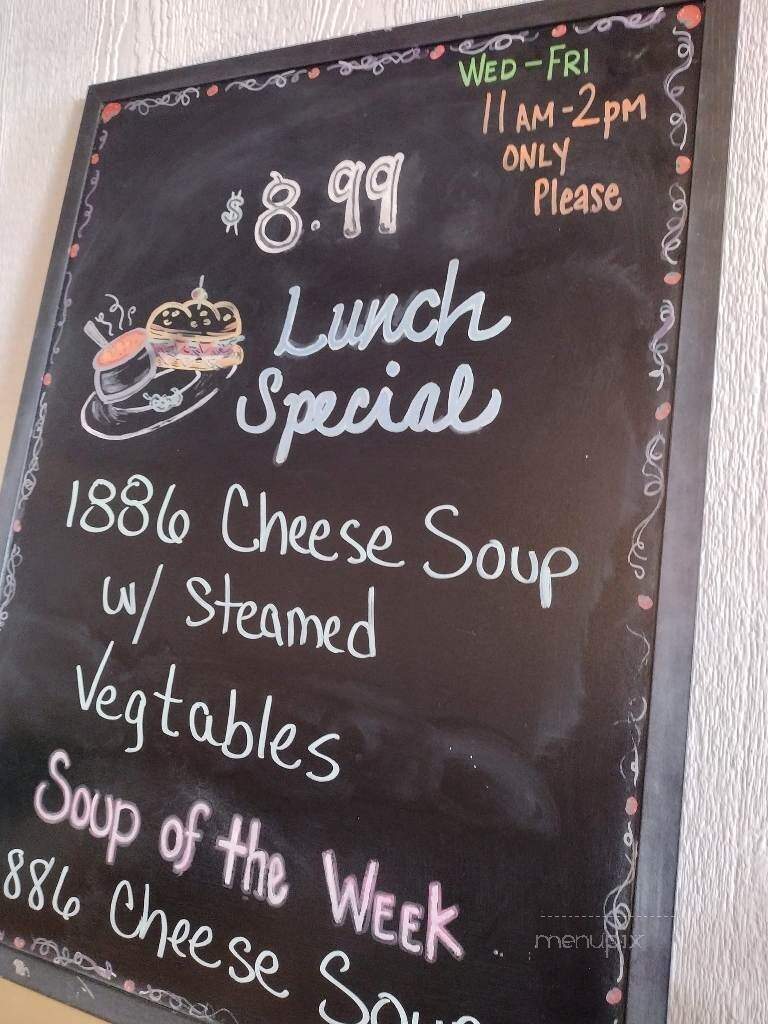 WED-FRI
11AM-2PM
ONLY
Please
$8.99
Lunch
Special
1886 Cheese Soup
w/ Steamed
Vegtables
Soup of the WEEK
886 Cheese Soup
menupix